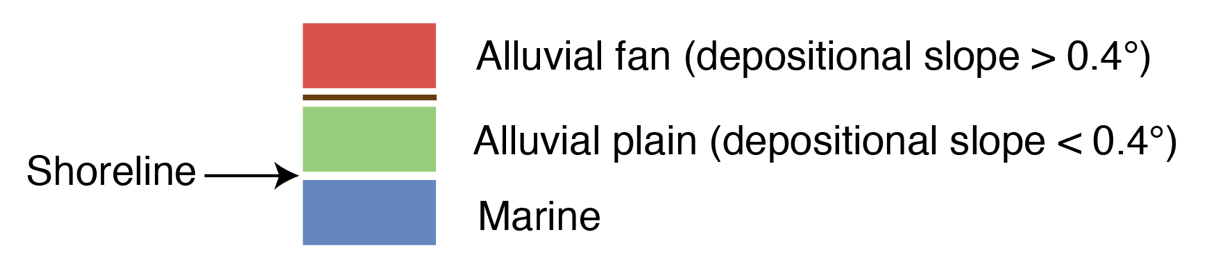 Alluvial fan (depositional slope > 0.4°)
Alluvial plain (depositional slope < 0.4°)
Shoreline
Marine